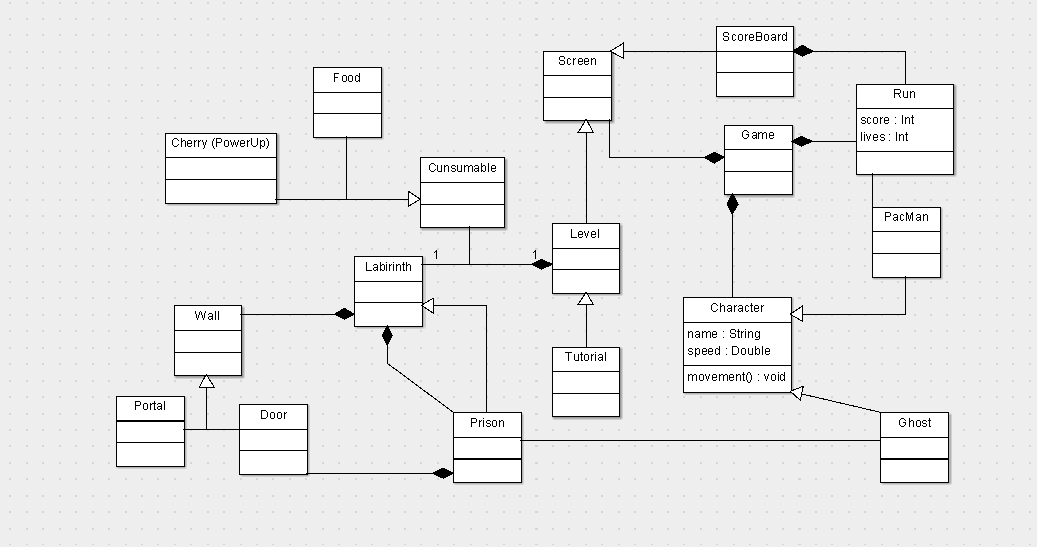 ScoreBoard
Screen
Food
Run
score : Int
lives : Int
Game
Cherry (PowerUp)
Cunsumable
PacMan
Level
1
1
Labirinth
Character
name : String
speed : Double
movement() : void
Wall
Tutorial
Portal
Door
Prison
Ghost